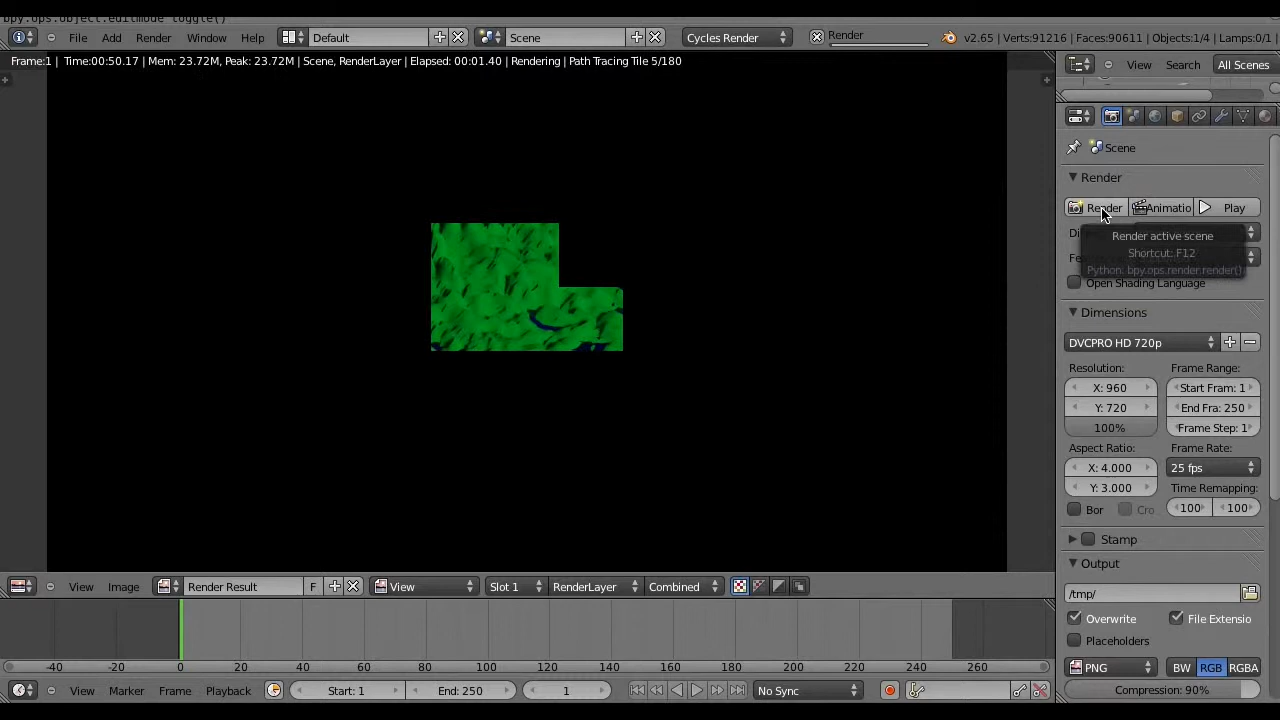 bpy.ops.object.editmode_toggle()
File Add Render Window Help Default Scene Cycles Render Render v2.65 | Verts:91216 | Faces:90611 | Objects:1/4 | Lamps:0/1 |
Frame:1 | Time:00:50.17 | Mem: 23.72M, Peak: 23.72M | Scene, RenderLayer | Elapsed: 00:01.40 | Rendering | Path Tracing Tile 5/180
View Search All Scenes
Scene
Render
Render Animatio Play
Di
Render active scene
Shortcut: F12
Fe
Python: bpy.ops.render.render()
Open Shading Language
Dimensions
DVCPRO HD 720p
Resolution: Frame Range:
X: 960 Start Fram: 1
Y: 720 End Fra: 250
100% Frame Step: 1
Aspect Ratio: Frame Rate:
X: 4.000 25 fps
Y: 3.000 Time Remapping:
Bor Cro 100 100
Stamp
Output
/tmp/
Overwrite File Extensio
Placeholders
PNG BW RGB RGBA
Compression: 90%
View Image Render Result F View Slot 1 RenderLayer Combined
-40 -20 0 20 40 60 80 100 120 140 160 180 200 220 240 260
View Marker Frame Playback Start: 1 End: 250 1 No Sync